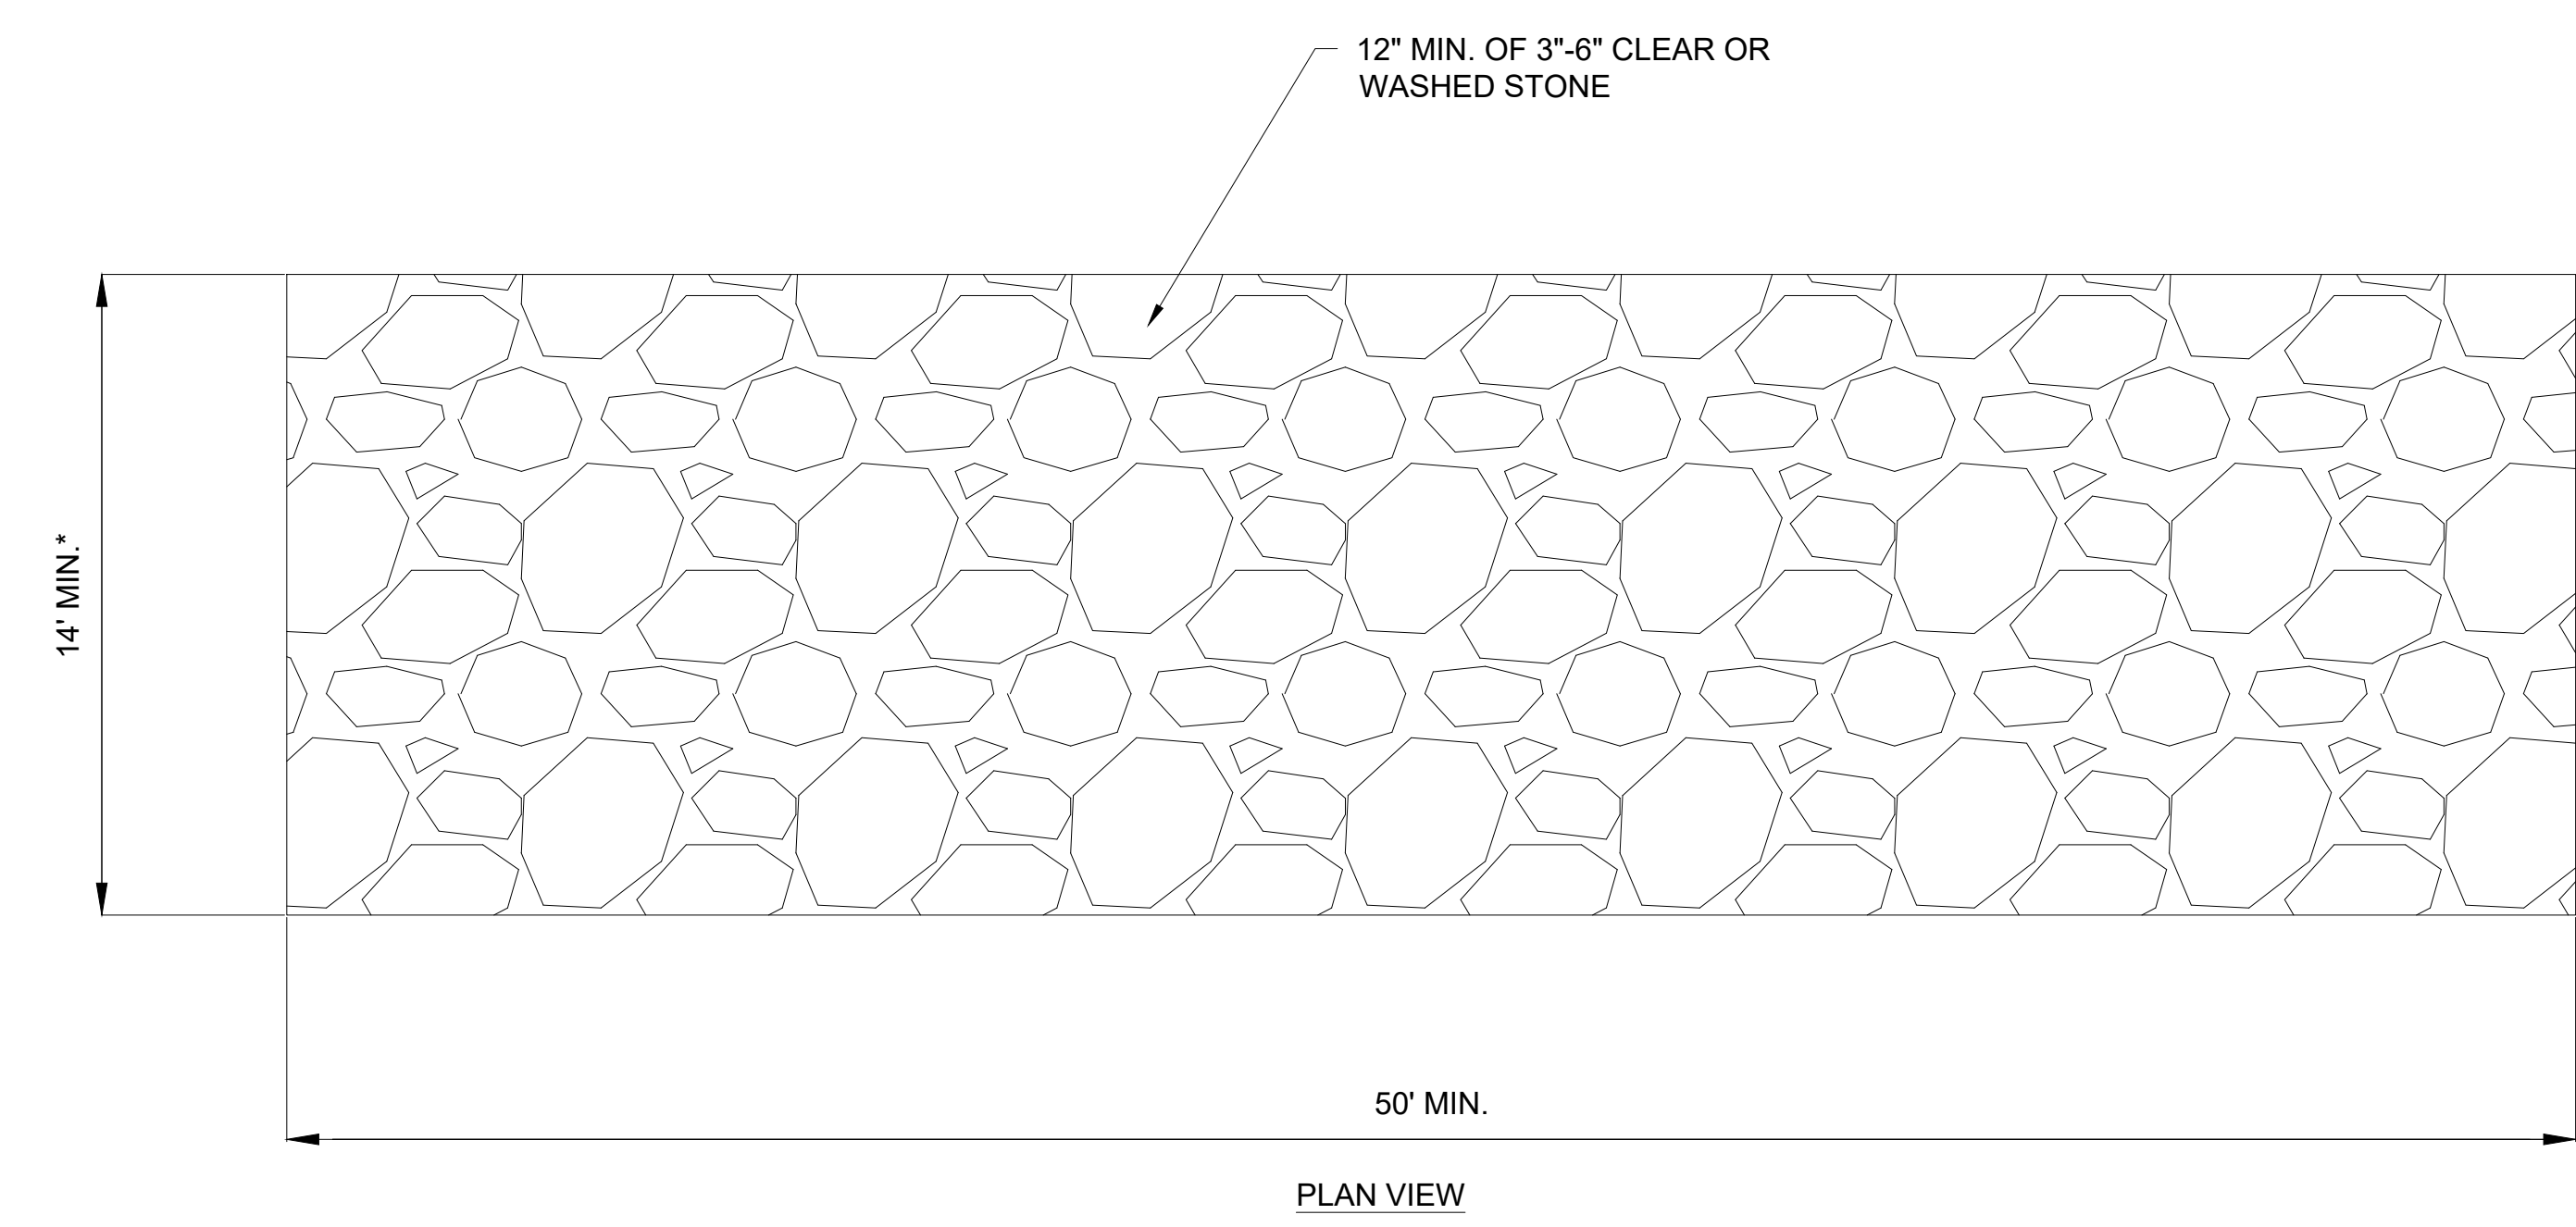 12" MIN. OF 3"-6" CLEAR OR
WASHED STONE
14' MIN.*
50' MIN.
PLAN VIEW